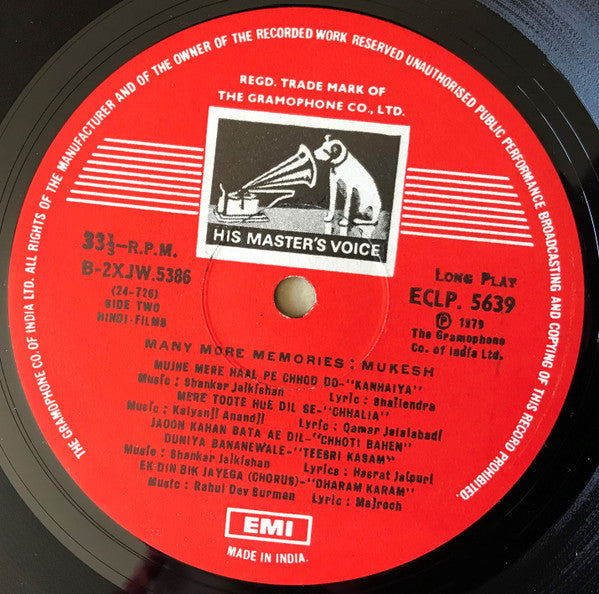 THE GRAMOPHONE CO. OF INDIA LTD. ALL RIGHTS OF THE MANUFACTURER AND OF THE OWNER OF THE RECORDED WORK RESERVED UNAUTHORISED PUBLIC PERFORMANCE BROADCASTING AND COPYING OF THIS RECORD PROHIBITED.
REGD. TRADE MARK OF
THE GRAMOPHONE CO., LTD.
HIS MASTER'S VOICE
33⅓-R.P.M.
B-2XJW.5386
(24-726)
SIDE TWO
HINDI-FILMS
LONG PLAY
ECLP. 5639
℗ 1979
The Gramophone
Co. of India Ltd.
MANY MORE MEMORIES : MUKESH
MUJHE MERE HAAL PE CHHOD DO-"KANHAIYA"
Music : Shankar Jaikishan Lyric : Shailendra
MERE TOOTE HUE DIL SE-"CHHALIA"
Music : Kalyanji Anandji Lyric : Qamar Jalalabadi
JAOON KAHAN BATA AE DIL-"CHHOTI BAHEN"
DUNIYA BANANEWALE-"TEESRI KASAM"
Music : Shankar Jaikishan Lyrics : Hasrat Jaipuri
EK DIN BIK JAYEGA (CHORUS)-"DHARAM KARAM"
Music : Rahul Dev Burman Lyric : Majrooh
EMI
MADE IN INDIA.